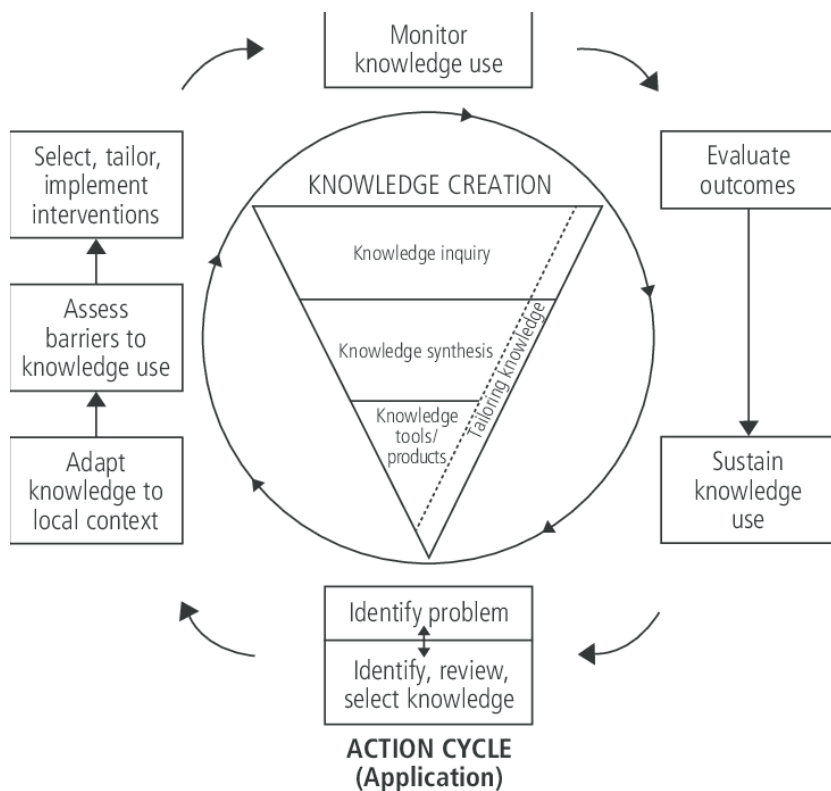 Monitor
knowledge use
Select, tailor,
implement
interventions
Evaluate
outcomes
KNOWLEDGE CREATION
Knowledge inquiry
Assess
barriers to
knowledge use
Knowledge synthesis
Tailoring knowledge
Knowledge
tools/
products
Adapt
knowledge to
local context
Sustain
knowledge
use
Identify problem
Identify, review,
select knowledge
ACTION CYCLE
(Application)